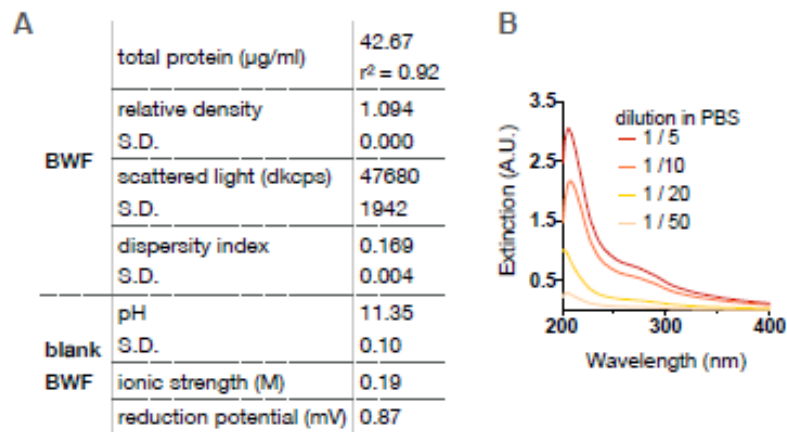 A
total protein (µg/ml) 42.67
r² = 0.92
relative density 1.094
S.D. 0.000
BWF
scattered light (dkcps) 47680
S.D. 1942
dispersity index 0.169
S.D. 0.004
pH 11.35
blank S.D. 0.10
BWF ionic strength (M) 0.19
reduction potential (mV) 0.87
B
3.5
dilution in PBS
1 / 5
2.5
1 /10
1 / 20
1.5
1 / 50
0.5
Extinction (A.U.)
200 300 400
Wavelength (nm)